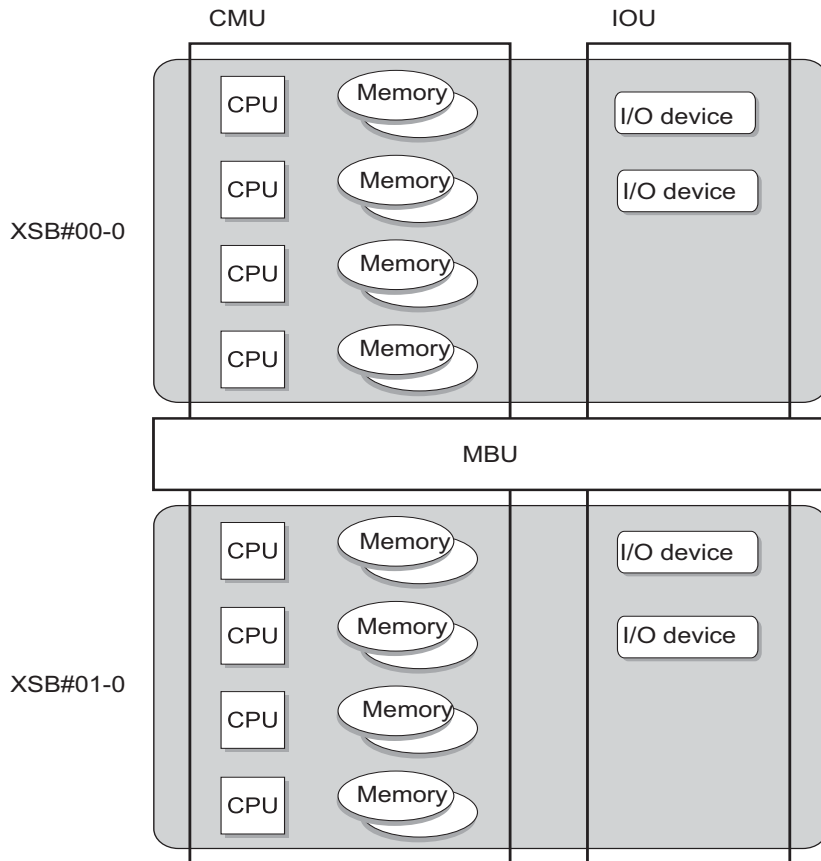 CMU IOU
CPU Memory I/O device
CPU Memory I/O device
XSB#00-0
CPU Memory
CPU Memory
MBU
CPU Memory I/O device
CPU Memory I/O device
XSB#01-0
CPU Memory
CPU Memory